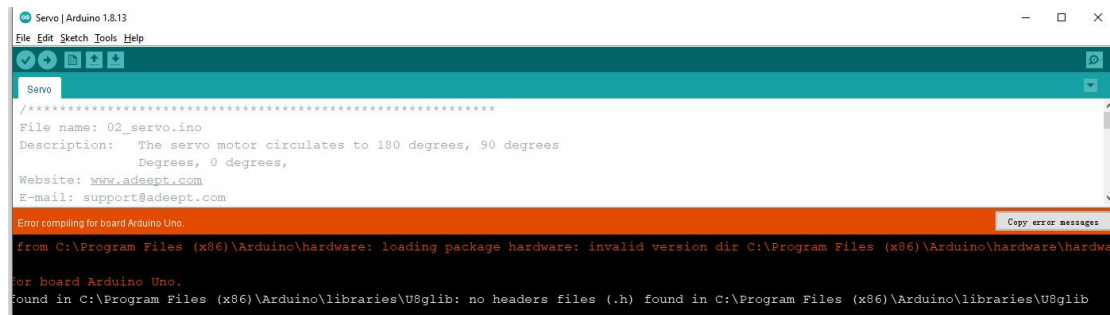 Servo | Arduino 1.8.13
File Edit Sketch Tools Help
Servo
/**********************************************************
File name: 02_servo.ino
Description: The servo motor circulates to 180 degrees, 90 degrees
Degrees, 0 degrees,
Website: www.adeept.com
E-mail: support@adeept.com
Error compiling for board Arduino Uno.
Copy error messages
from C:\Program Files (x86)\Arduino\hardware: loading package hardware: invalid version dir C:\Program Files (x86)\Arduino\hardware\hardwa
for board Arduino Uno.
found in C:\Program Files (x86)\Arduino\libraries\U8glib: no headers files (.h) found in C:\Program Files (x86)\Arduino\libraries\U8glib